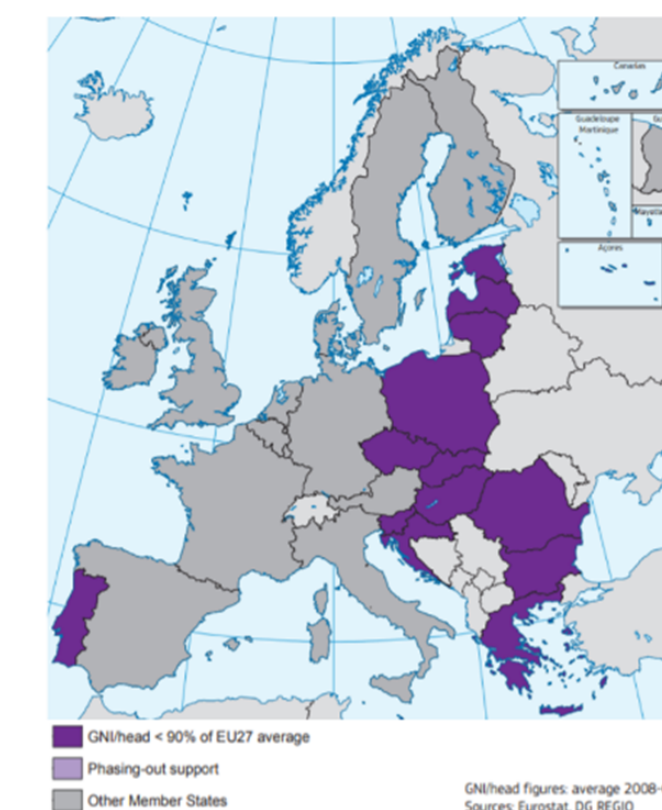 Canarias
Guadeloupe
Martinique
Mayotte
Açores
GNI/head < 90% of EU27 average
Phasing-out support
Other Member States
GNI/head figures: average 2008-
Sources: Eurostat, DG REGIO